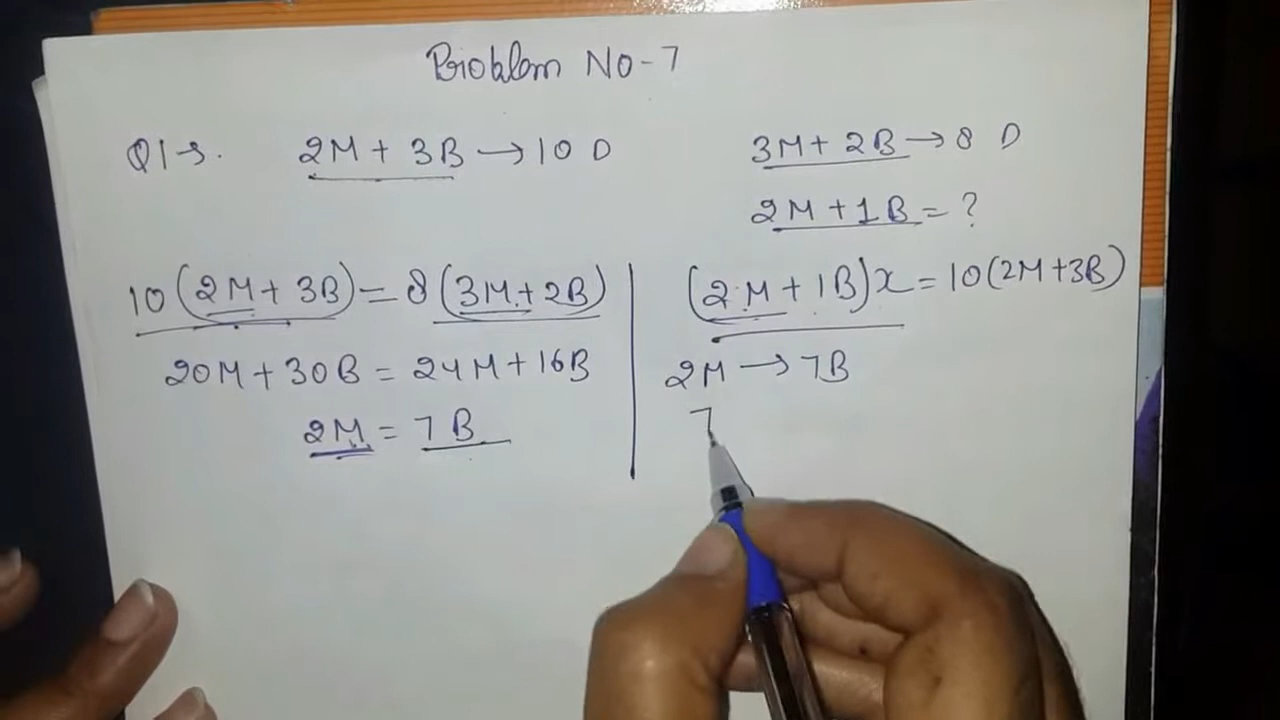 Problem No-7
Q1→. 2M + 3B → 10 D
3M + 2B → 8 D
2M + 1B = ?
10(2M + 3B) = 8(3M + 2B)
20M + 30B = 24M + 16B
2M = 7B
(2M + 1B)x = 10(2M+3B)
2M → 7B
7